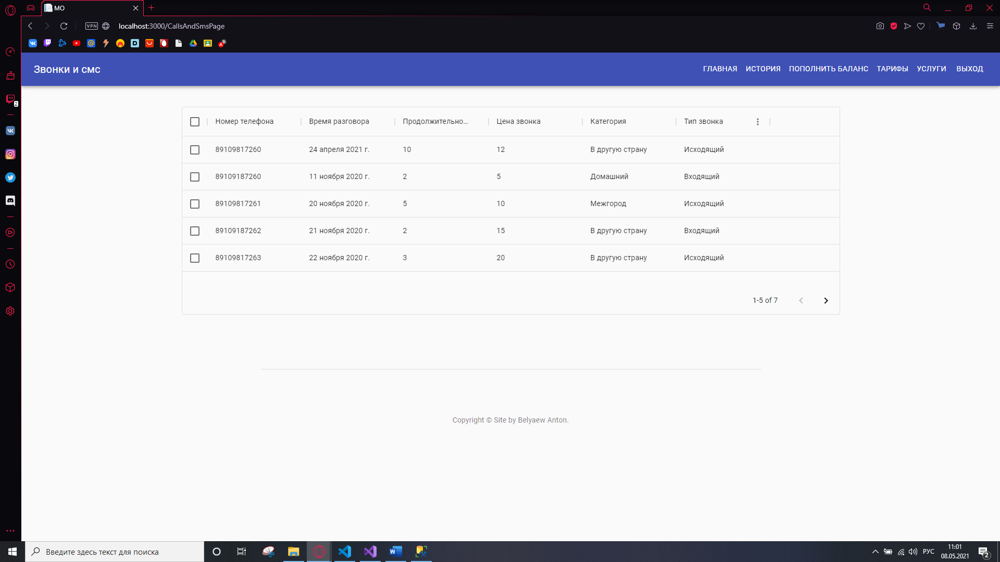 MO
VPN
localhost:3000/CallsAndSmsPage
Звонки и смс
ГЛАВНАЯ ИСТОРИЯ ПОПОЛНИТЬ БАЛАНС ТАРИФЫ УСЛУГИ ВЫХОД
2
Номер телефона Время разговора Продолжительно... Цена звонка Категория Тип звонка
89109817260 24 апреля 2021 г. 10 12 В другую страну Исходящий
89109187260 11 ноября 2020 г. 2 5 Домашний Входящий
89109817261 20 ноября 2020 г. 5 10 Межгород Исходящий
89109187262 21 ноября 2020 г. 2 15 В другую страну Входящий
89109817263 22 ноября 2020 г. 3 20 В другую страну Исходящий
1-5 of 7
Copyright © Site by Belyaew Anton.
Введите здесь текст для поиска
РУС
11:01
08.05.2021
2